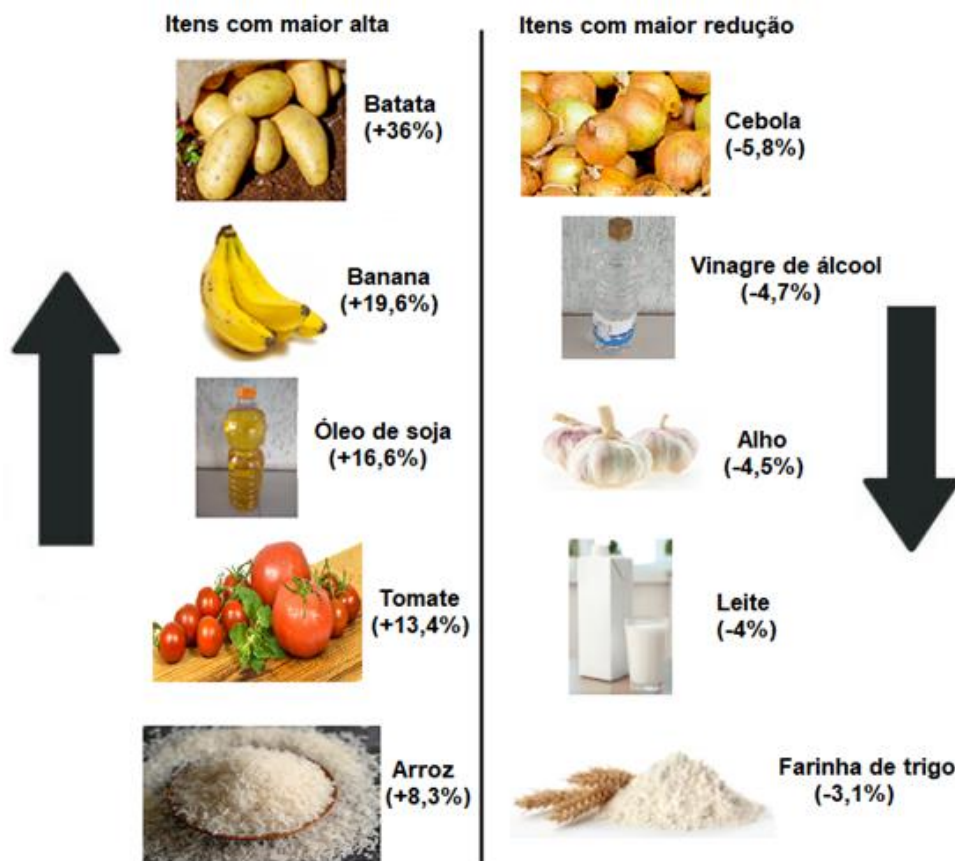 Itens com maior alta
Batata
(+36%)
Banana
(+19,6%)
Óleo de soja
(+16,6%)
Tomate
(+13,4%)
Arroz
(+8,3%)
Itens com maior redução
Cebola
(-5,8%)
Vinagre de álcool
(-4,7%)
Alho
(-4,5%)
Leite
(-4%)
Farinha de trigo
(-3,1%)